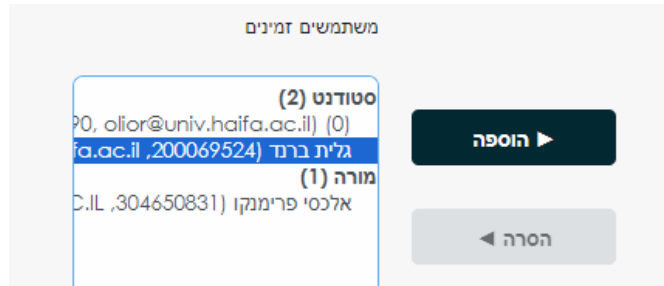 משתמשים זמינים
סטודנט (2)
90, olior@univ.haifa.ac.il) (0)
גלית ברנד (200069524, fa.ac.il
מורה (1)
אלכסי פרימנקו (304650831, C.IL
◄ הוספה
הסרה ►